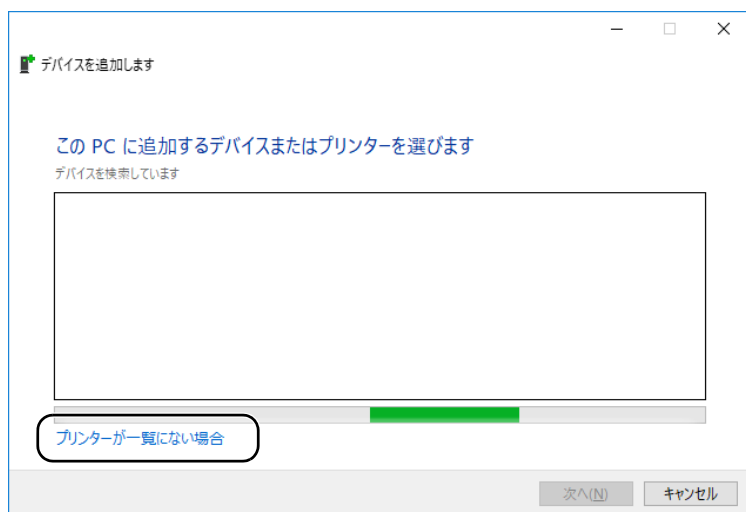 デバイスを追加します
この PC に追加するデバイスまたはプリンターを選びます
デバイスを検索しています
プリンターが一覧にない場合
次へ(N)
キャンセル